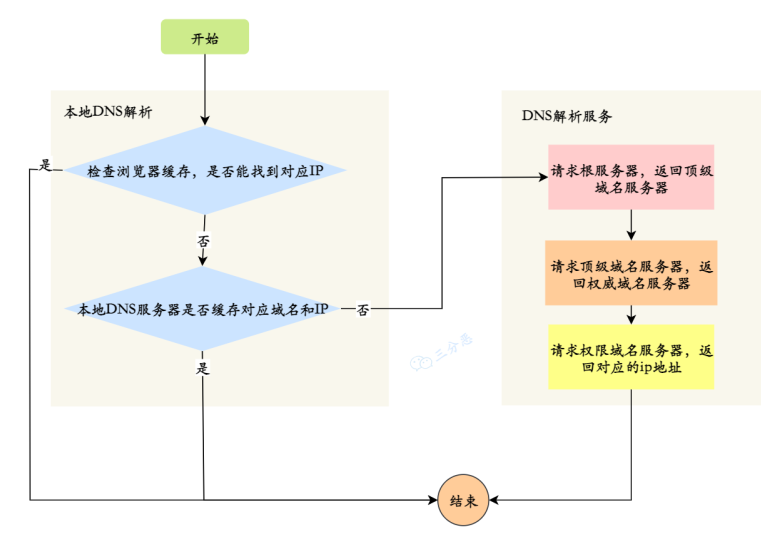 开始
本地DNS解析
检查浏览器缓存，是否能找到对应IP
是
否
本地DNS服务器是否缓存对应域名和IP
否
是
DNS解析服务
请求根服务器，返回顶级
域名服务器
请求顶级域名服务器，返
回权威域名服务器
请求权限域名服务器，返
回对应的ip地址
三分恶
结束